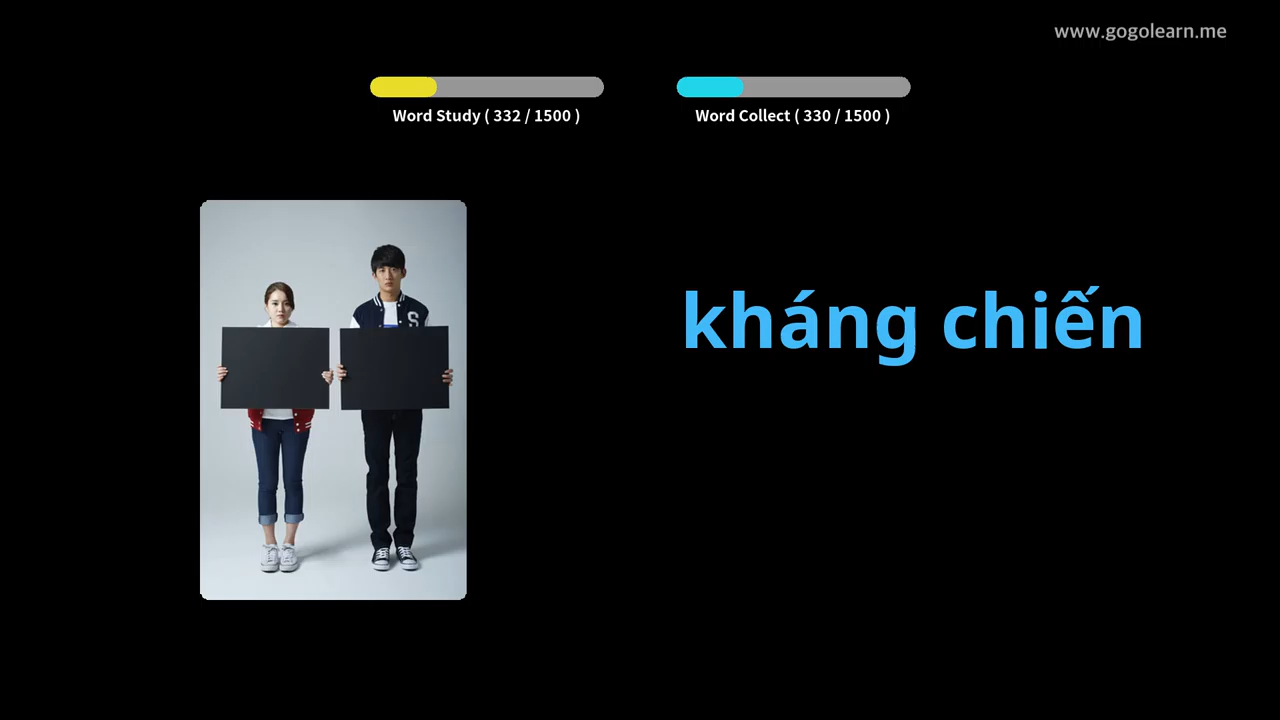 www.gogolearn.me
Word Study ( 332 / 1500 )
Word Collect ( 330 / 1500 )
S
kháng chiến